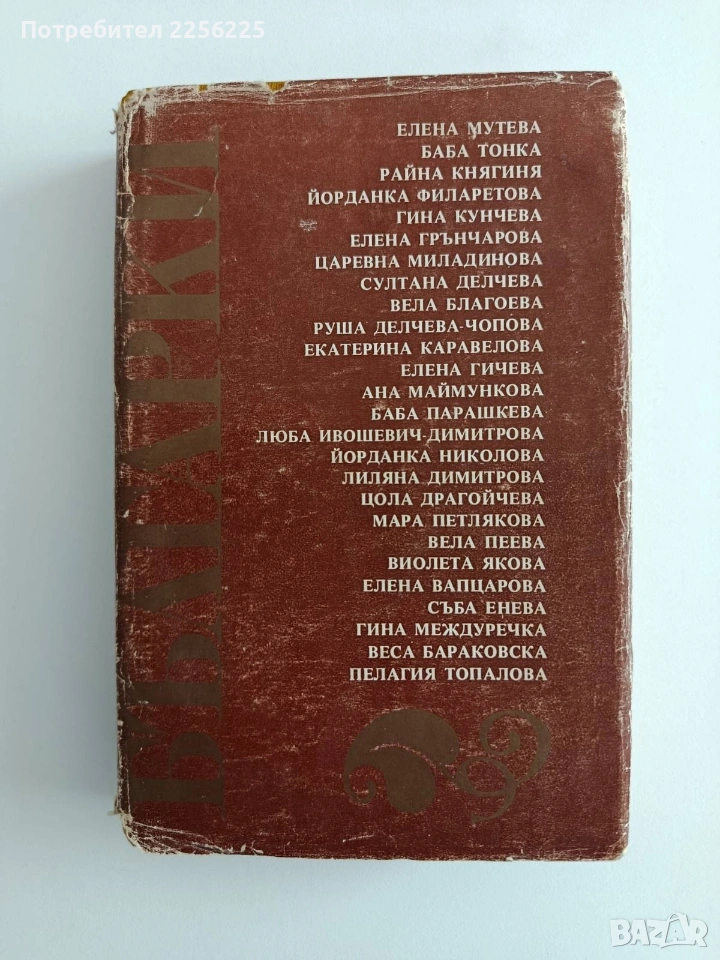 Потребител 2256225
БЪЛГАРКИ
ЕЛЕНА МУТЕВА
БАБА ТОНКА
РАЙНА КНЯГИНЯ
ЙОРДАНКА ФИЛАРЕТОВА
ГИНА КУНЧЕВА
ЕЛЕНА ГРЪНЧАРОВА
ЦАРЕВНА МИЛАДИНОВА
СУЛТАНА ДЕЛЧЕВА
ВЕЛА БЛАГОЕВА
РУША ДЕЛЧЕВА-ЧОПОВА
ЕКАТЕРИНА КАРАВЕЛОВА
ЕЛЕНА ГИЧЕВА
АНА МАЙМУНКОВА
БАБА ПАРАШКЕВА
ЛЮБА ИВОШЕВИЧ-ДИМИТРОВА
ЙОРДАНКА НИКОЛОВА
ЛИЛЯНА ДИМИТРОВА
ЦОЛА ДРАГОЙЧЕВА
МАРА ПЕТЛЯКОВА
ВЕЛА ПЕЕВА
ВИОЛЕТА ЯКОВА
ЕЛЕНА ВАПЦАРОВА
СЪБА ЕНЕВА
ГИНА МЕЖДУРЕЧКА
ВЕСА БАРАКОВСКА
ПЕЛАГИЯ ТОПАЛОВА
BAZAR